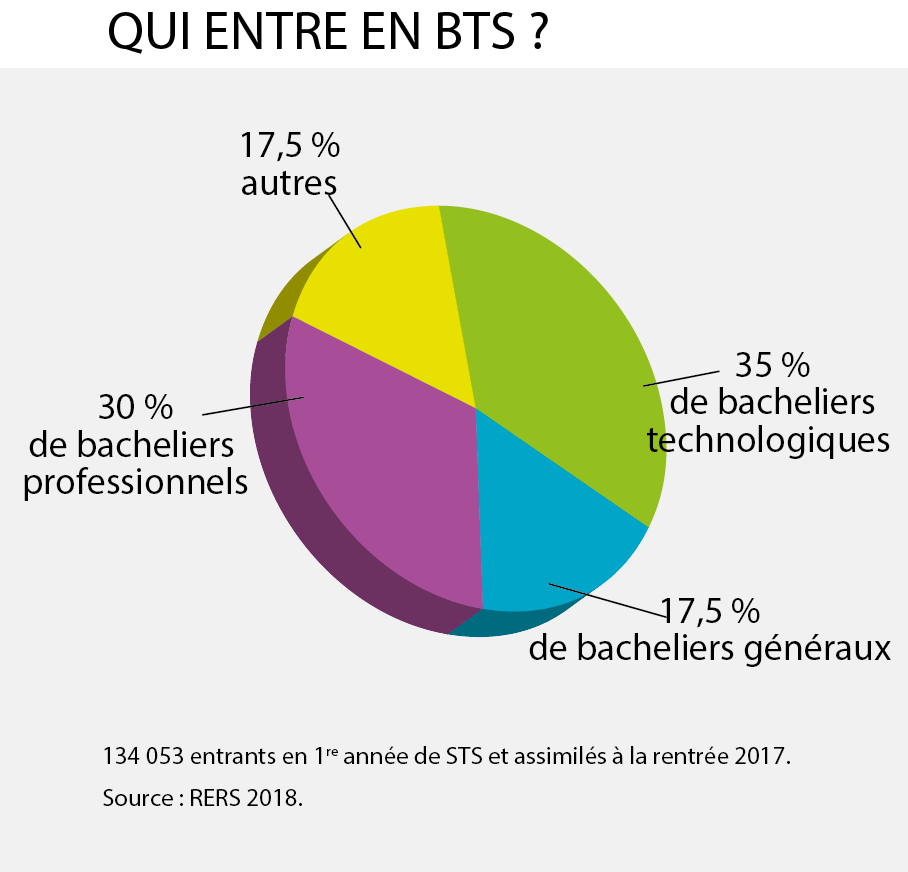 QUI ENTRE EN BTS ?
17,5 %
autres
35 %
de bacheliers
technologiques
30 %
de bacheliers
professionnels
17,5 %
de bacheliers généraux
134 053 entrants en 1re année de STS et assimilés à la rentrée 2017.
Source : RERS 2018.